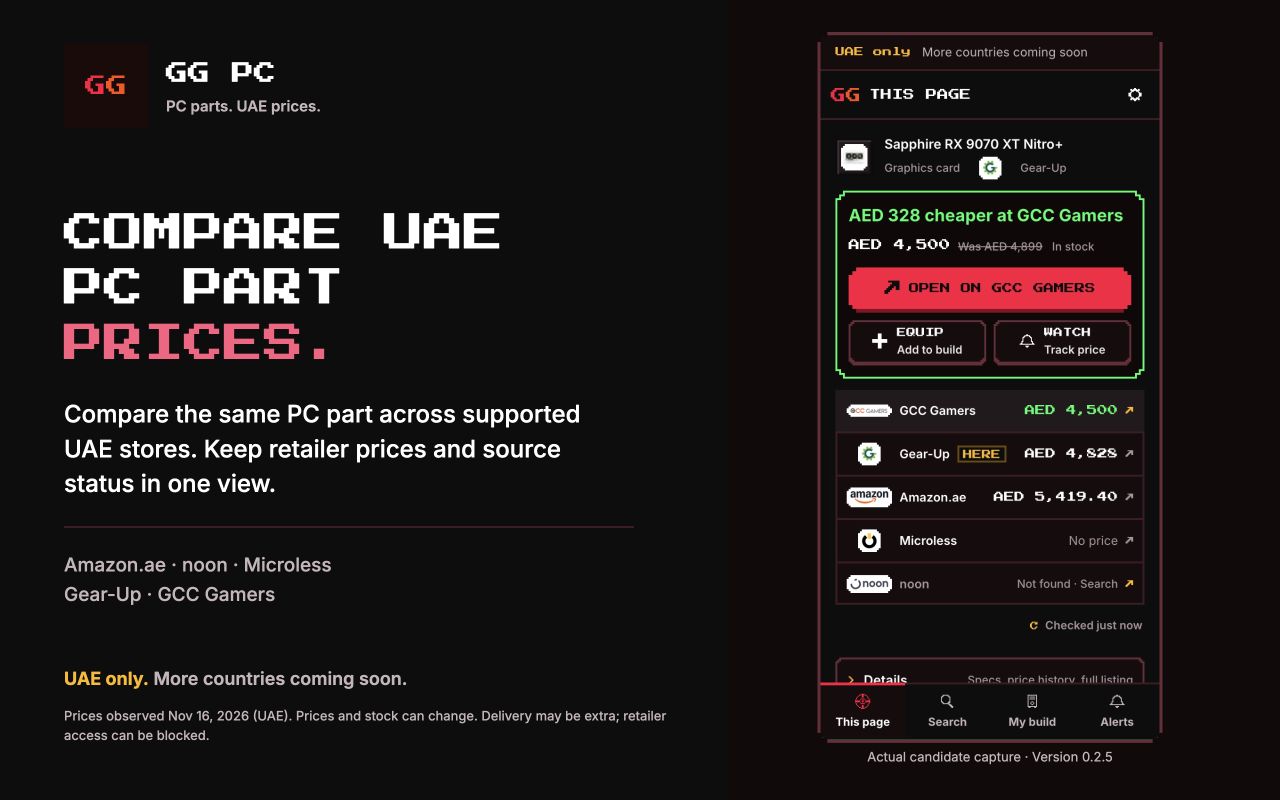 GG
GG PC
PC parts. UAE prices.
COMPARE UAE
PC PART
PRICES.
Compare the same PC part across supported
UAE stores. Keep retailer prices and source
status in one view.
Amazon.ae · noon · Microless
Gear-Up · GCC Gamers
UAE only. More countries coming soon.
Prices observed Nov 16, 2026 (UAE). Prices and stock can change. Delivery may be extra; retailer
access can be blocked.
UAE only More countries coming soon
GG THIS PAGE
Sapphire RX 9070 XT Nitro+
Graphics card G Gear-Up
AED 328 cheaper at GCC Gamers
AED 4,500 Was AED 4,899 In stock
OPEN ON GCC GAMERS
EQUIP
Add to build
WATCH
Track price
GCC GAMERS GCC Gamers AED 4,500
G Gear-Up HERE AED 4,828
amazon Amazon.ae AED 5,419.40
Microless No price
noon noon Not found · Search
Checked just now
Details Specs, price history, full listing
This page Search My build Alerts
Actual candidate capture · Version 0.2.5